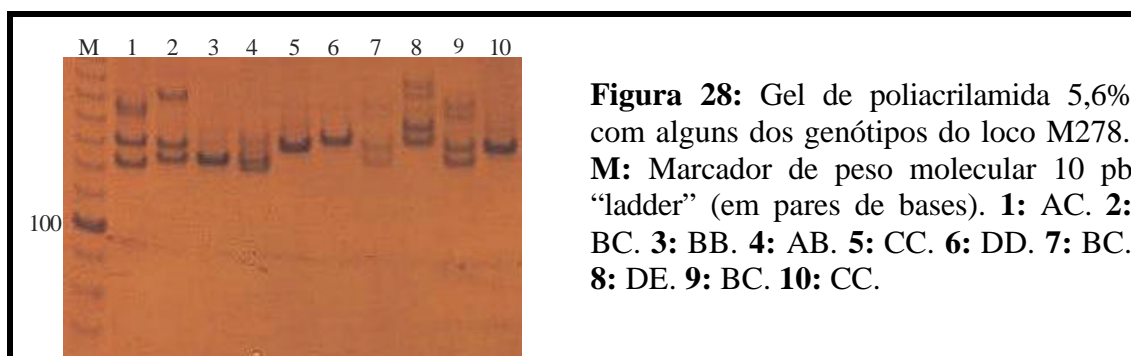 M 1 2 3 4 5 6 7 8 9 10
100
Figura 28: Gel de poliacrilamida 5,6%
com alguns dos genótipos do loco M278.
M: Marcador de peso molecular 10 pb
“ladder” (em pares de bases). 1: AC. 2:
BC. 3: BB. 4: AB. 5: CC. 6: DD. 7: BC.
8: DE. 9: BC. 10: CC.